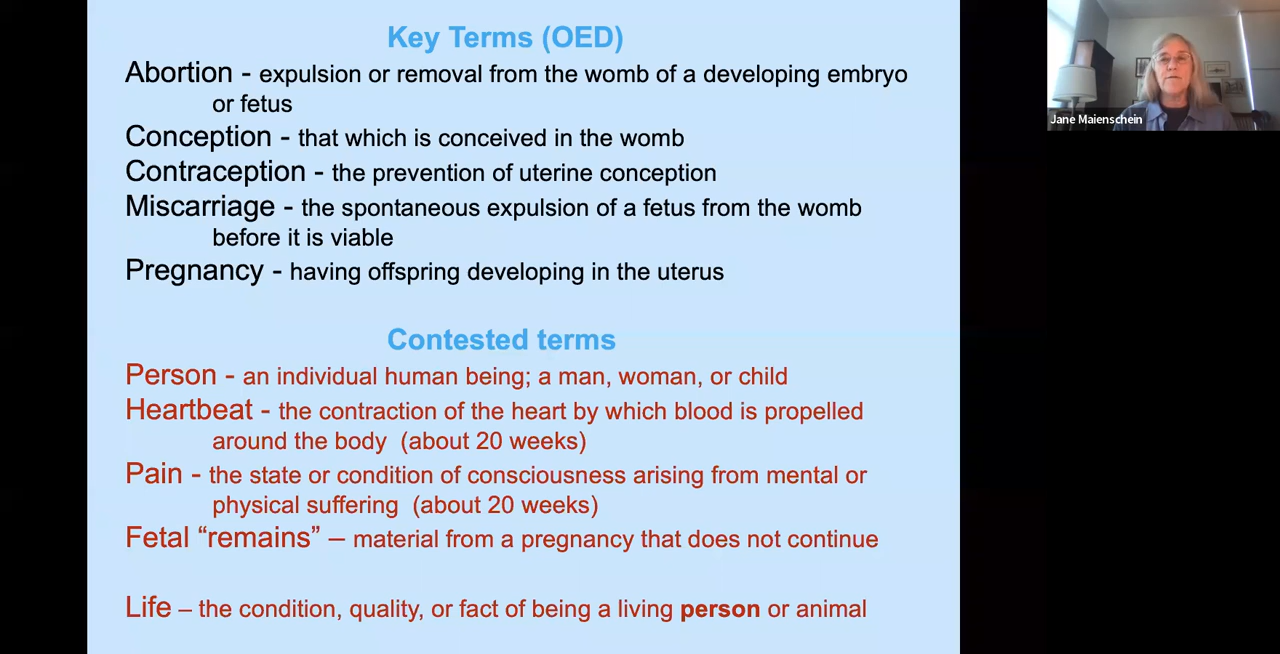 Key Terms (OED)
Abortion - expulsion or removal from the womb of a developing embryo
or fetus
Conception - that which is conceived in the womb
Contraception - the prevention of uterine conception
Miscarriage - the spontaneous expulsion of a fetus from the womb
before it is viable
Pregnancy - having offspring developing in the uterus
Contested terms
Person - an individual human being; a man, woman, or child
Heartbeat - the contraction of the heart by which blood is propelled
around the body (about 20 weeks)
Pain - the state or condition of consciousness arising from mental or
physical suffering (about 20 weeks)
Fetal “remains” – material from a pregnancy that does not continue
Life – the condition, quality, or fact of being a living person or animal
Jane Maienschein